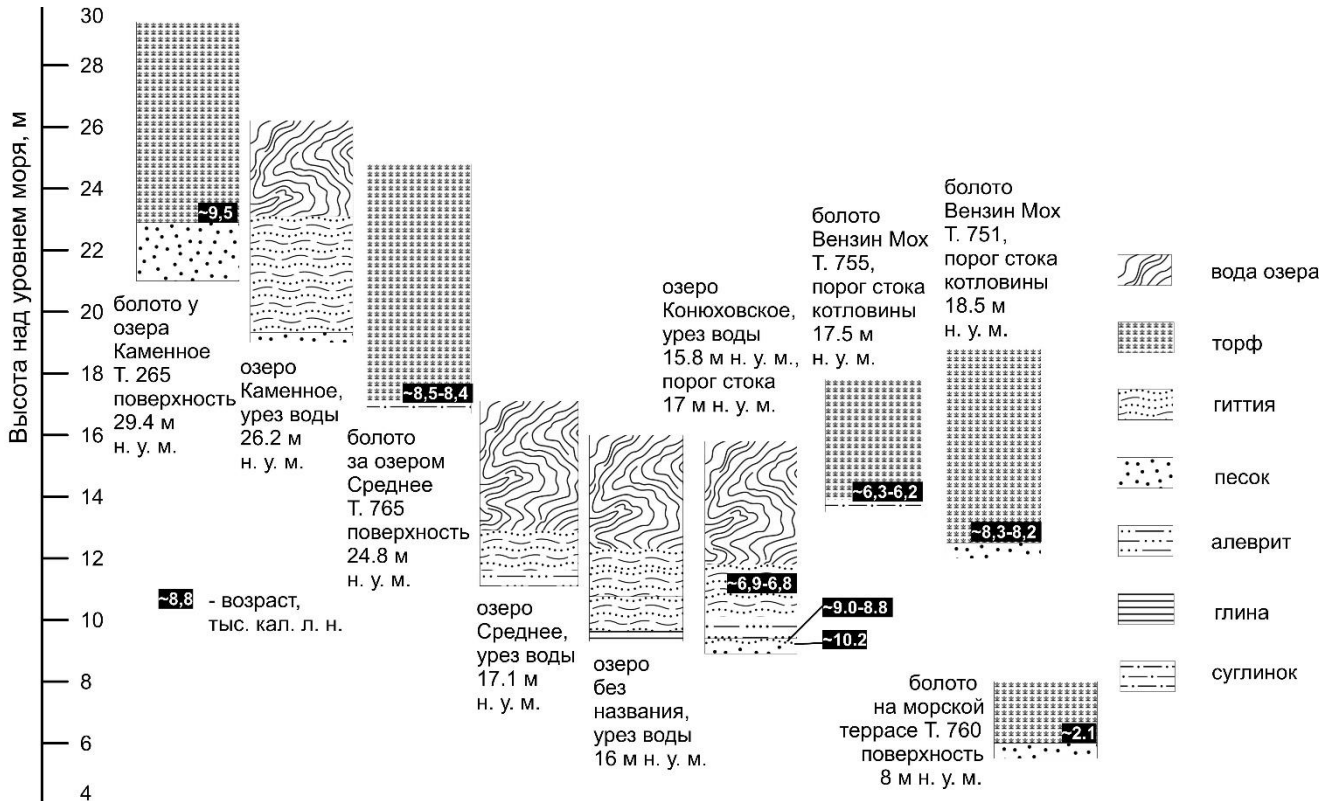 Высота над уровнем моря, м
30
28
26
24
22
20
18
16
14
12
10
8
6
4
~9,5
болото у
озера
Каменное
Т. 265
поверхность
29.4 м
н. у. м.
озеро
Каменное,
урез воды
26.2 м
н. у. м.
~8,5-8,4
болото
за озером
Среднее
Т. 765
поверхность
24.8 м
н. у. м.
озеро
Среднее,
урез воды
17.1 м
н. у. м.
озеро
без
названия,
урез воды
16 м н. у. м.
озеро
Конюховское,
урез воды
15.8 м н. у. м.,
порог стока
17 м н. у. м.
~6,9-6,8
~9.0-8.8
~10.2
болото
Вензин Мох
Т. 755,
порог стока
котловины
17.5 м
н. у. м.
~6,3-6,2
болото
Вензин Мох
Т. 751,
порог стока
котловины
18.5 м
н. у. м.
~8,3-8,2
болото
на морской
террасе Т. 760
поверхность
8 м н. у. м.
~2.1
~8,8
- возраст,
тыс. кал. л. н.
вода озера
торф
гиттия
песок
алеврит
глина
суглинок